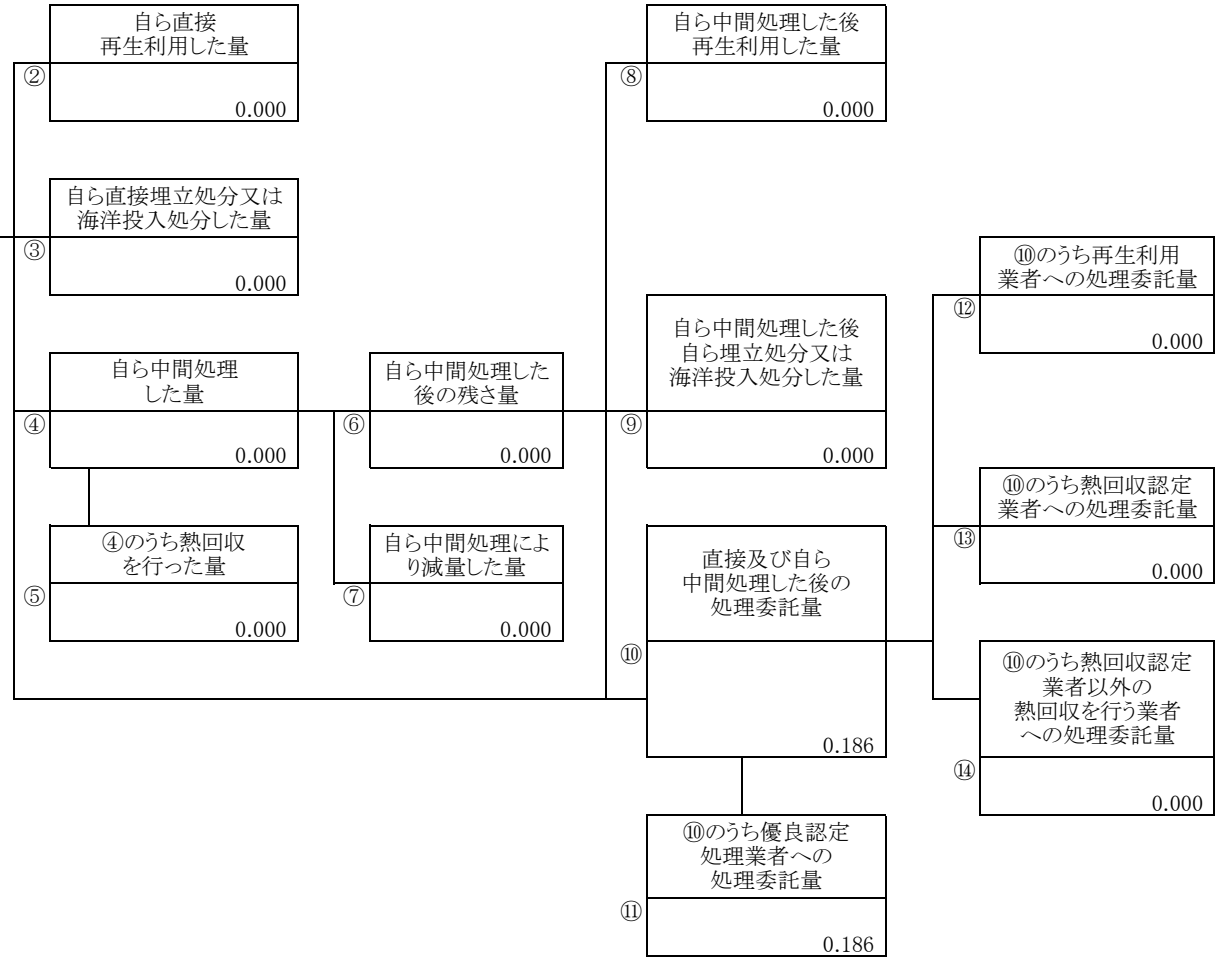 自ら直接
再生利用した量
②
0.000
自ら直接埋立処分又は
海洋投入処分した量
③
0.000
自ら中間処理
した量
④
0.000
④のうち熱回収
を行った量
⑤
0.000
自ら中間処理した
後の残さ量
⑥
0.000
自ら中間処理によ
り減量した量
⑦
0.000
自ら中間処理した後
再生利用した量
⑧
0.000
自ら中間処理した後
自ら埋立処分又は
海洋投入処分した量
⑨
0.000
直接及び自ら
中間処理した後の
処理委託量
⑩
0.186
⑩のうち優良認定
処理業者への
処理委託量
⑪
0.186
⑩のうち再生利用
業者への処理委託量
⑫
0.000
⑩のうち熱回収認定
業者への処理委託量
⑬
0.000
⑩のうち熱回収認定
業者以外の
熱回収を行う業者
への処理委託量
⑭
0.000